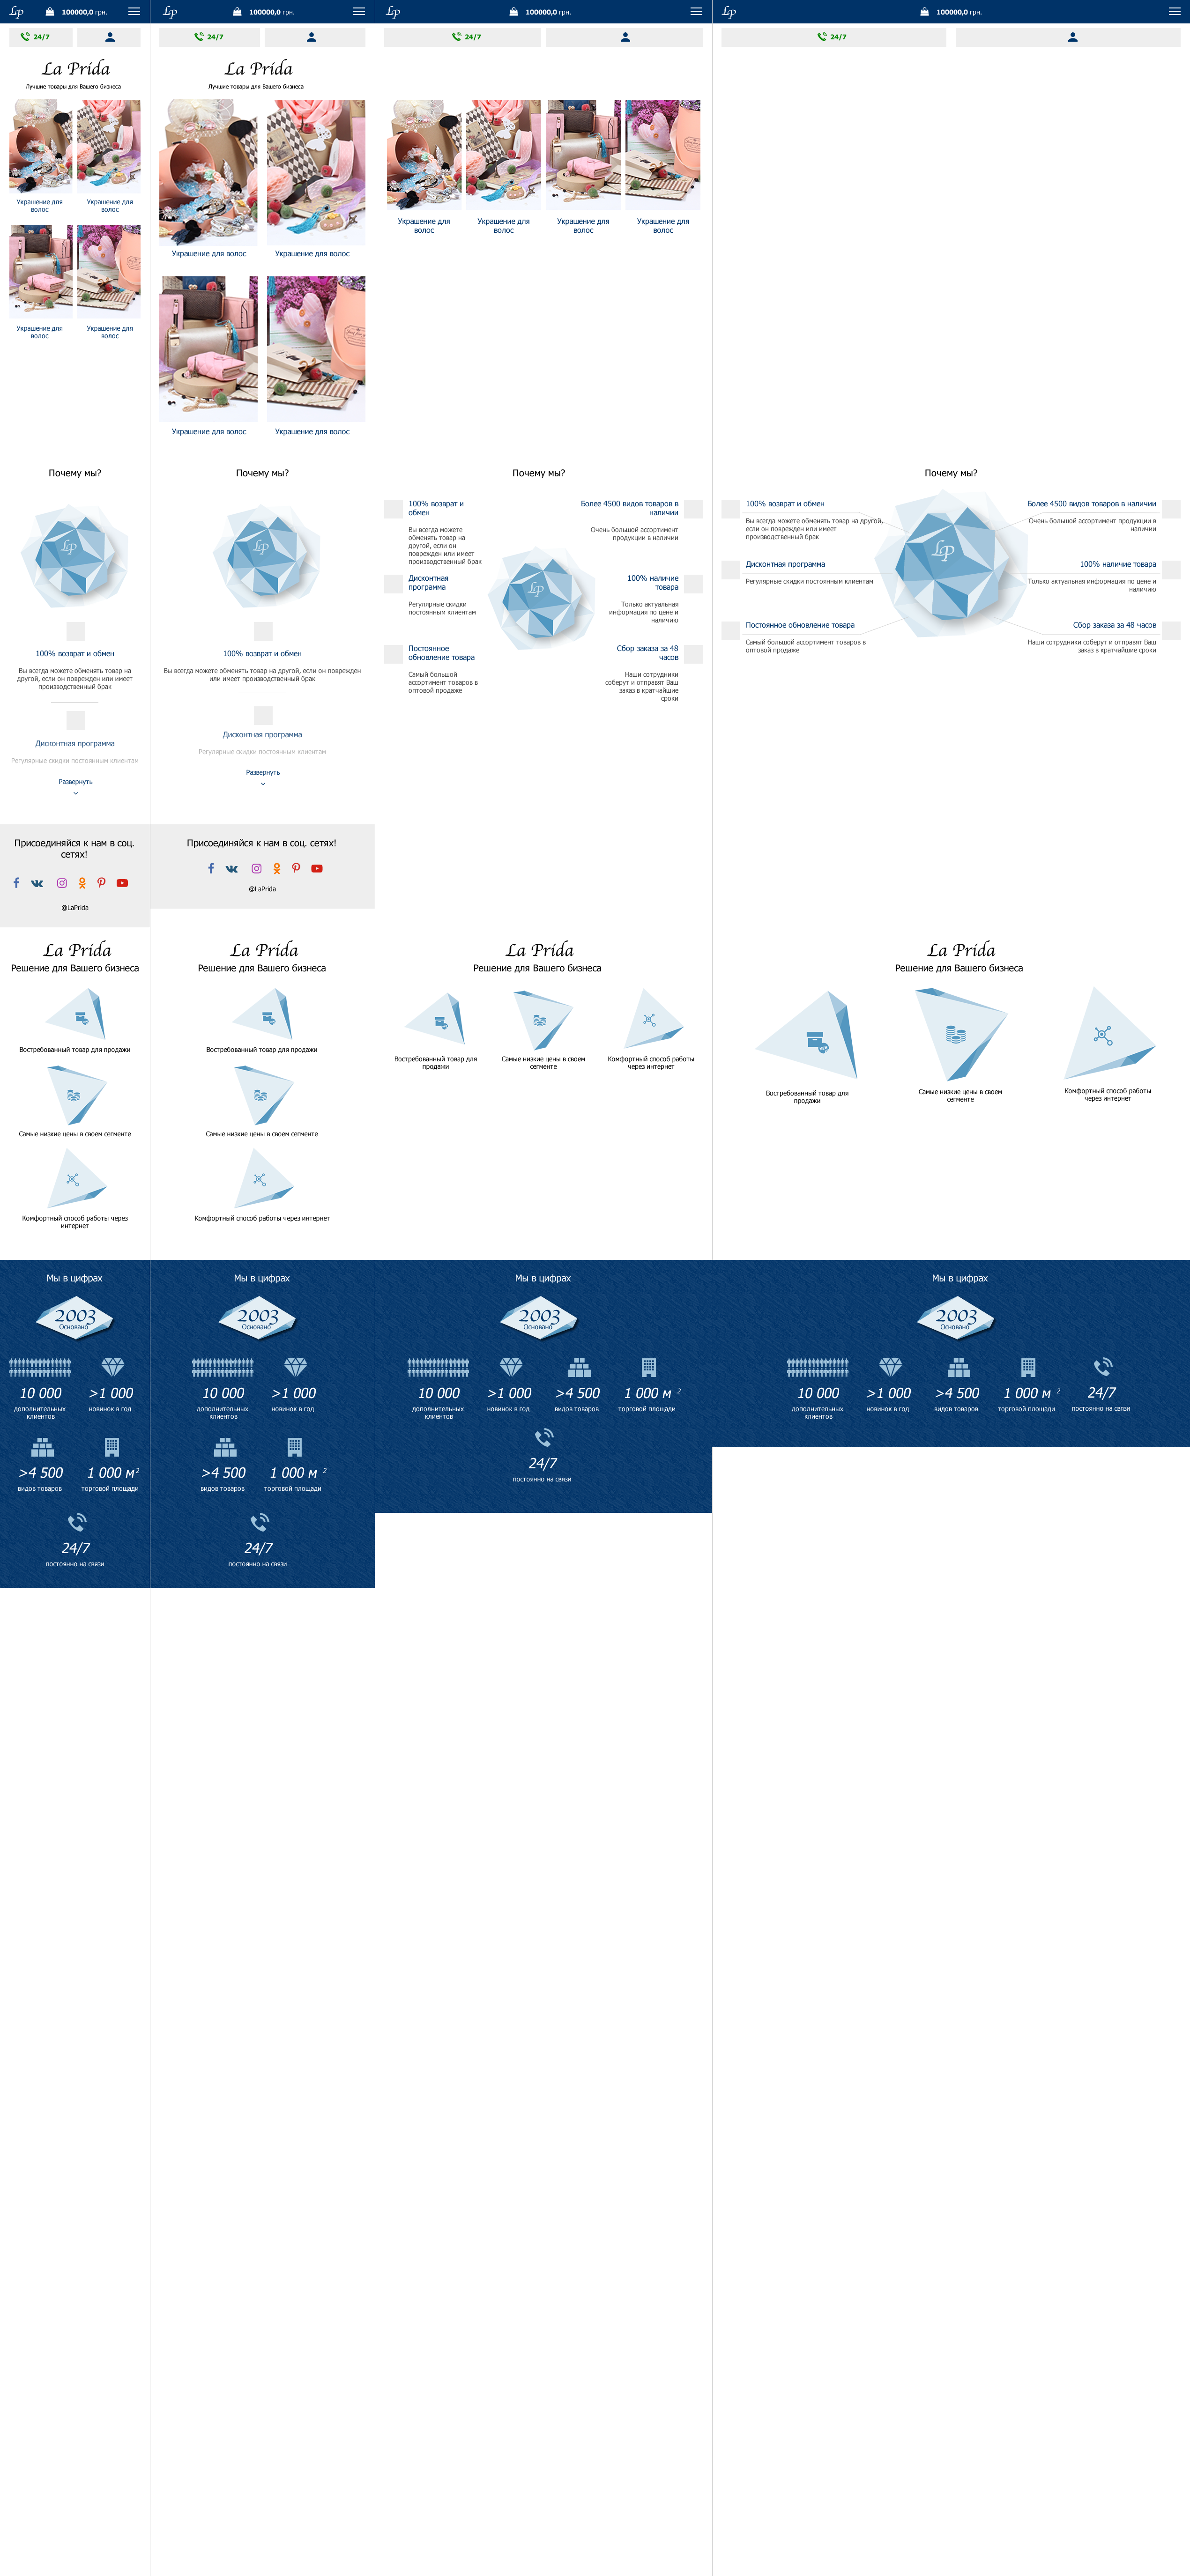 Lp
100000,0 грн.
24/7
La Prida
Лучшие товары для Вашего бизнеса
Украшение для
волос
Украшение для
волос
Украшение для
волос
Украшение для
волос
Почему мы?
LP
100% возврат и обмен
Вы всегда можете обменять товар на
другой, если он поврежден или имеет
производственный брак
Дисконтная программа
Регулярные скидки постоянным клиентам
Развернуть
Присоединяйся к нам в соц.
сетях!
@LaPrida
La Prida
Решение для Вашего бизнеса
Востребованный товар для продажи
Самые низкие цены в своем сегменте
Комфортный способ работы через
интернет
Мы в цифрах
2003
Основано
10 000
дополнительных
клиентов
>1 000
новинок в год
>4 500
видов товаров
1 000 м 2
торговой площади
24/7
постоянно на связи
Lp
100000,0 грн.
24/7
La Prida
Лучшие товары для Вашего бизнеса
Украшение для волос
Украшение для волос
Украшение для волос
Украшение для волос
Почему мы?
LP
100% возврат и обмен
Вы всегда можете обменять товар на другой, если он поврежден
или имеет производственный брак
Дисконтная программа
Регулярные скидки постоянным клиентам
Развернуть
Присоединяйся к нам в соц. сетях!
@LaPrida
La Prida
Решение для Вашего бизнеса
Востребованный товар для продажи
Самые низкие цены в своем сегменте
Комфортный способ работы через интернет
Мы в цифрах
2003
Основано
10 000
дополнительных
клиентов
>1 000
новинок в год
>4 500
видов товаров
1 000 м 2
торговой площади
24/7
постоянно на связи
Lp
100000,0 грн.
24/7
Украшение для
волос
Украшение для
волос
Украшение для
волос
Украшение для
волос
Почему мы?
100% возврат и
обмен
Вы всегда можете
обменять товар на
другой, если он
поврежден или имеет
производственный брак
Дисконтная
программа
Регулярные скидки
постоянным клиентам
Постоянное
обновление товара
Самый большой
ассортимент товаров в
оптовой продаже
LP
Более 4500 видов товаров в
наличии
Очень большой ассортимент
продукции в наличии
100% наличие
товара
Только актуальная
информация по цене и
наличию
Сбор заказа за 48
часов
Наши сотрудники
соберут и отправят Ваш
заказ в кратчайшие
сроки
La Prida
Решение для Вашего бизнеса
Востребованный товар для
продажи
Самые низкие цены в своем
сегменте
Комфортный способ работы
через интернет
Мы в цифрах
2003
Основано
10 000
дополнительных
клиентов
>1 000
новинок в год
>4 500
видов товаров
1 000 м 2
торговой площади
24/7
постоянно на связи
Lp
100000,0 грн.
24/7
Почему мы?
100% возврат и обмен
Вы всегда можете обменять товар на другой,
если он поврежден или имеет
производственный брак
Дисконтная программа
Регулярные скидки постоянным клиентам
Постоянное обновление товара
Самый большой ассортимент товаров в
оптовой продаже
LP
Более 4500 видов товаров в наличии
Очень большой ассортимент продукции в
наличии
100% наличие товара
Только актуальная информация по цене и
наличию
Сбор заказа за 48 часов
Наши сотрудники соберут и отправят Ваш
заказ в кратчайшие сроки
La Prida
Решение для Вашего бизнеса
Востребованный товар для
продажи
Самые низкие цены в своем
сегменте
Комфортный способ работы
через интернет
Мы в цифрах
2003
Основано
10 000
дополнительных
клиентов
>1 000
новинок в год
>4 500
видов товаров
1 000 м 2
торговой площади
24/7
постоянно на связи